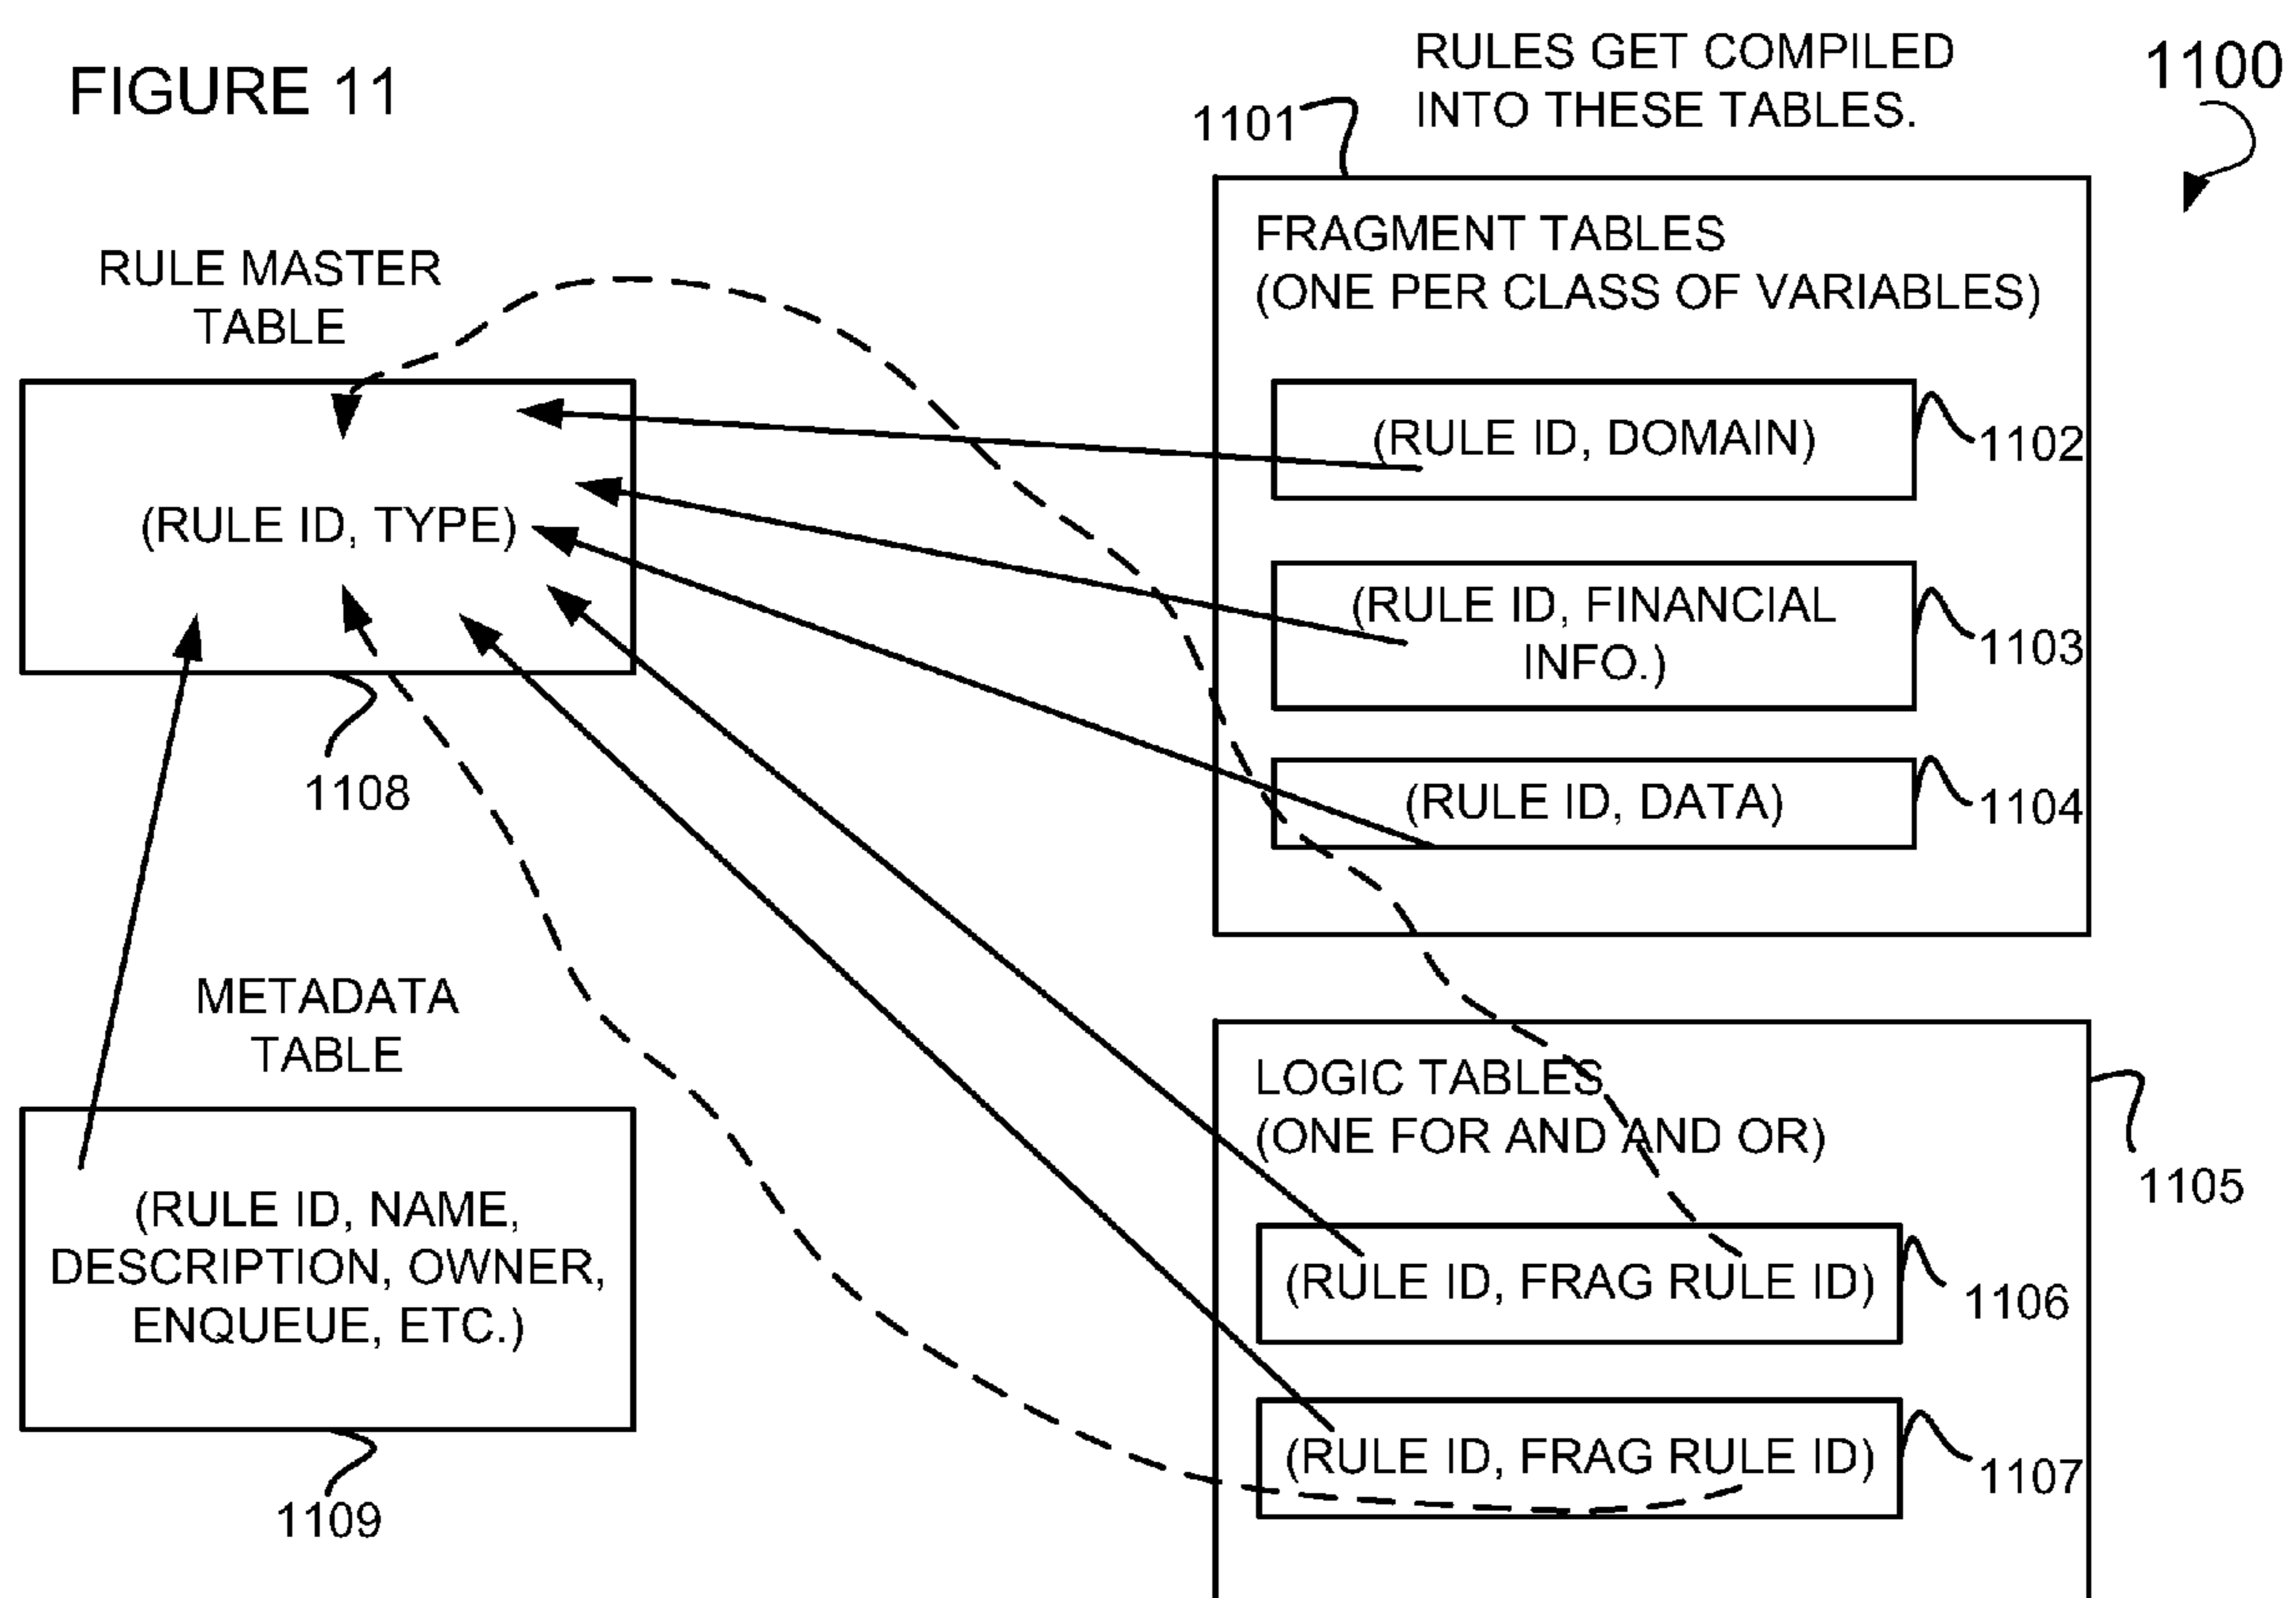 FIGURE 11
RULES GET COMPILED
INTO THESE TABLES.
1100
1101
FRAGMENT TABLES
(ONE PER CLASS OF VARIABLES)
(RULE ID, DOMAIN)
1102
(RULE ID, FINANCIAL
INFO.)
1103
(RULE ID, DATA)
1104
RULE MASTER
TABLE
(RULE ID, TYPE)
1108
METADATA
TABLE
(RULE ID, NAME,
DESCRIPTION, OWNER,
ENQUEUE, ETC.)
1109
LOGIC TABLES
(ONE FOR AND AND OR)
1105
(RULE ID, FRAG RULE ID)
1106
(RULE ID, FRAG RULE ID)
1107